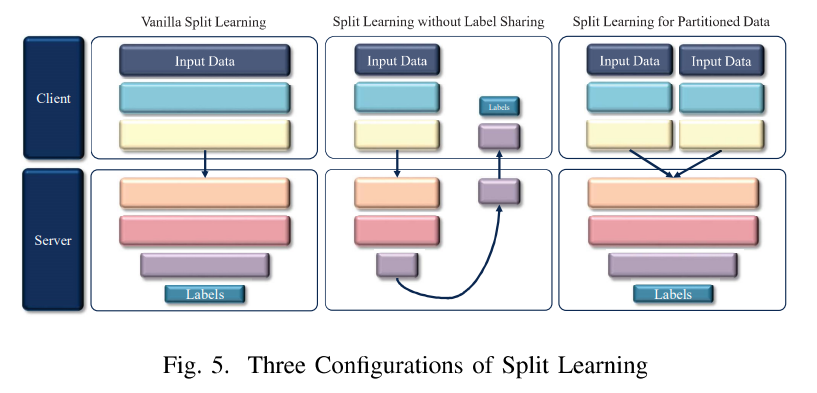 Vanilla Split Learning
Split Learning without Label Sharing
Split Learning for Partitioned Data
Client
Input Data
Input Data
Labels
Input Data
Input Data
Server
Labels
Labels
Fig. 5. Three Configurations of Split Learning